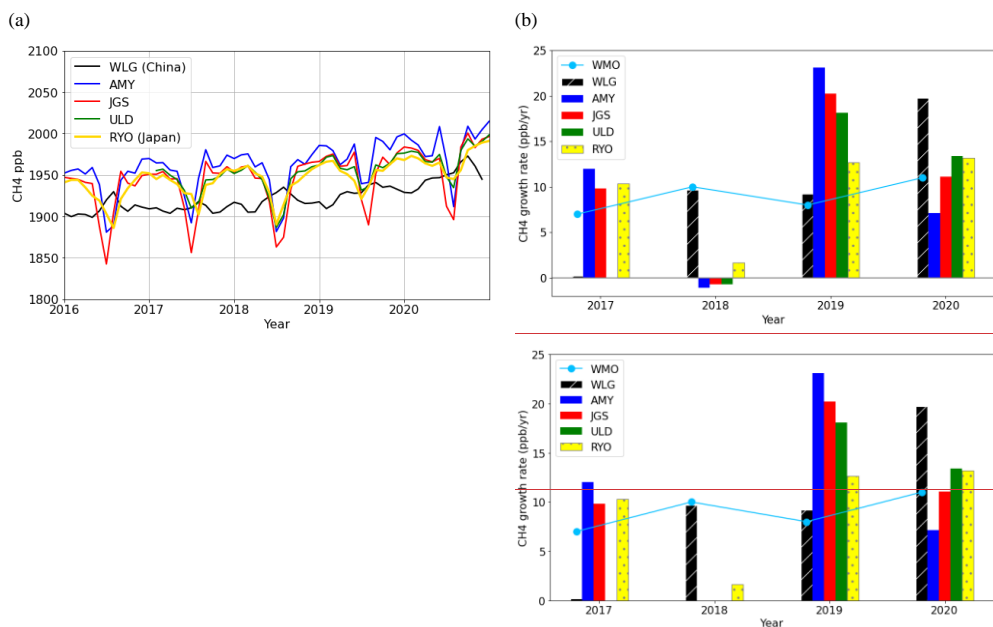 (a)
(b)
2100
2050
2000
1950
1900
1850
1800
CH4 ppb
WLG (China)
AMY
JGS
ULD
RYO (Japan)
2016 2017 2018 2019 2020
Year
25
20
15
10
5
0
CH4 growth rate (ppb/yr)
WMO
WLG
AMY
JGS
ULD
RYO
2017 2018 2019 2020
Year
25
20
15
10
5
0
CH4 growth rate (ppb/yr)
WMO
WLG
AMY
JGS
ULD
RYO
2017 2018 2019 2020
Year